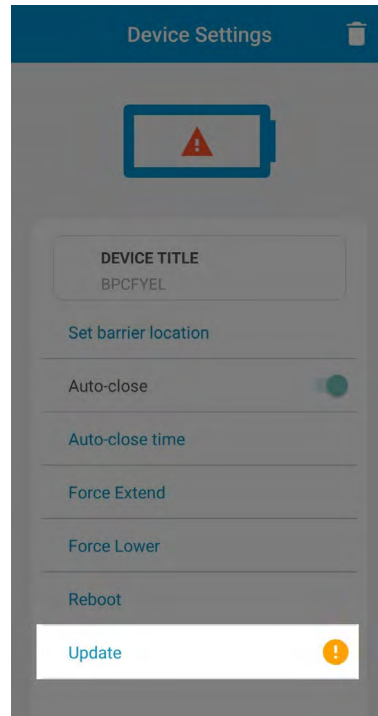 Device Settings
DEVICE TITLE
BPCFYEL
Set barrier location
Auto-close
Auto-close time
Force Extend
Force Lower
Reboot
Update